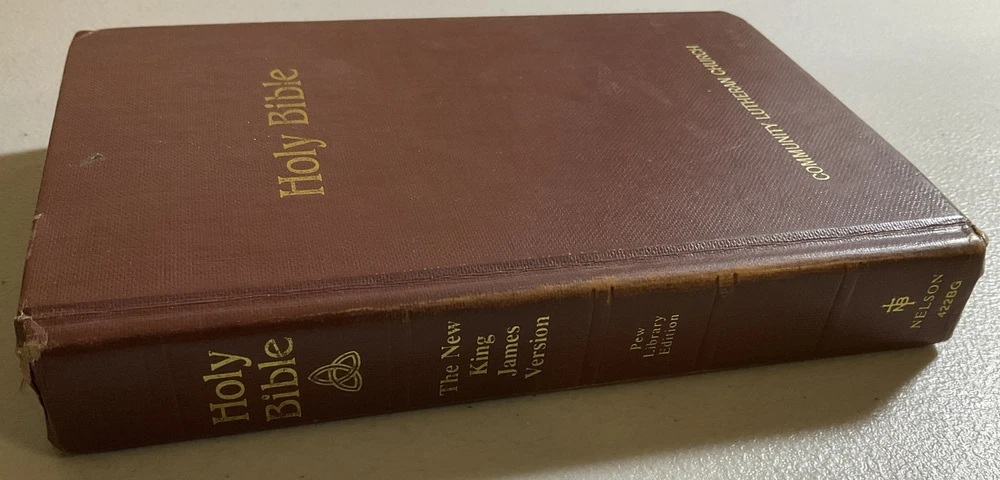 Holy Bible
COMMUNITY LUTHERAN CHURCH
Holy
Bible
The New
King
James
Version
Pew
Library
Edition
NELSON
422BG